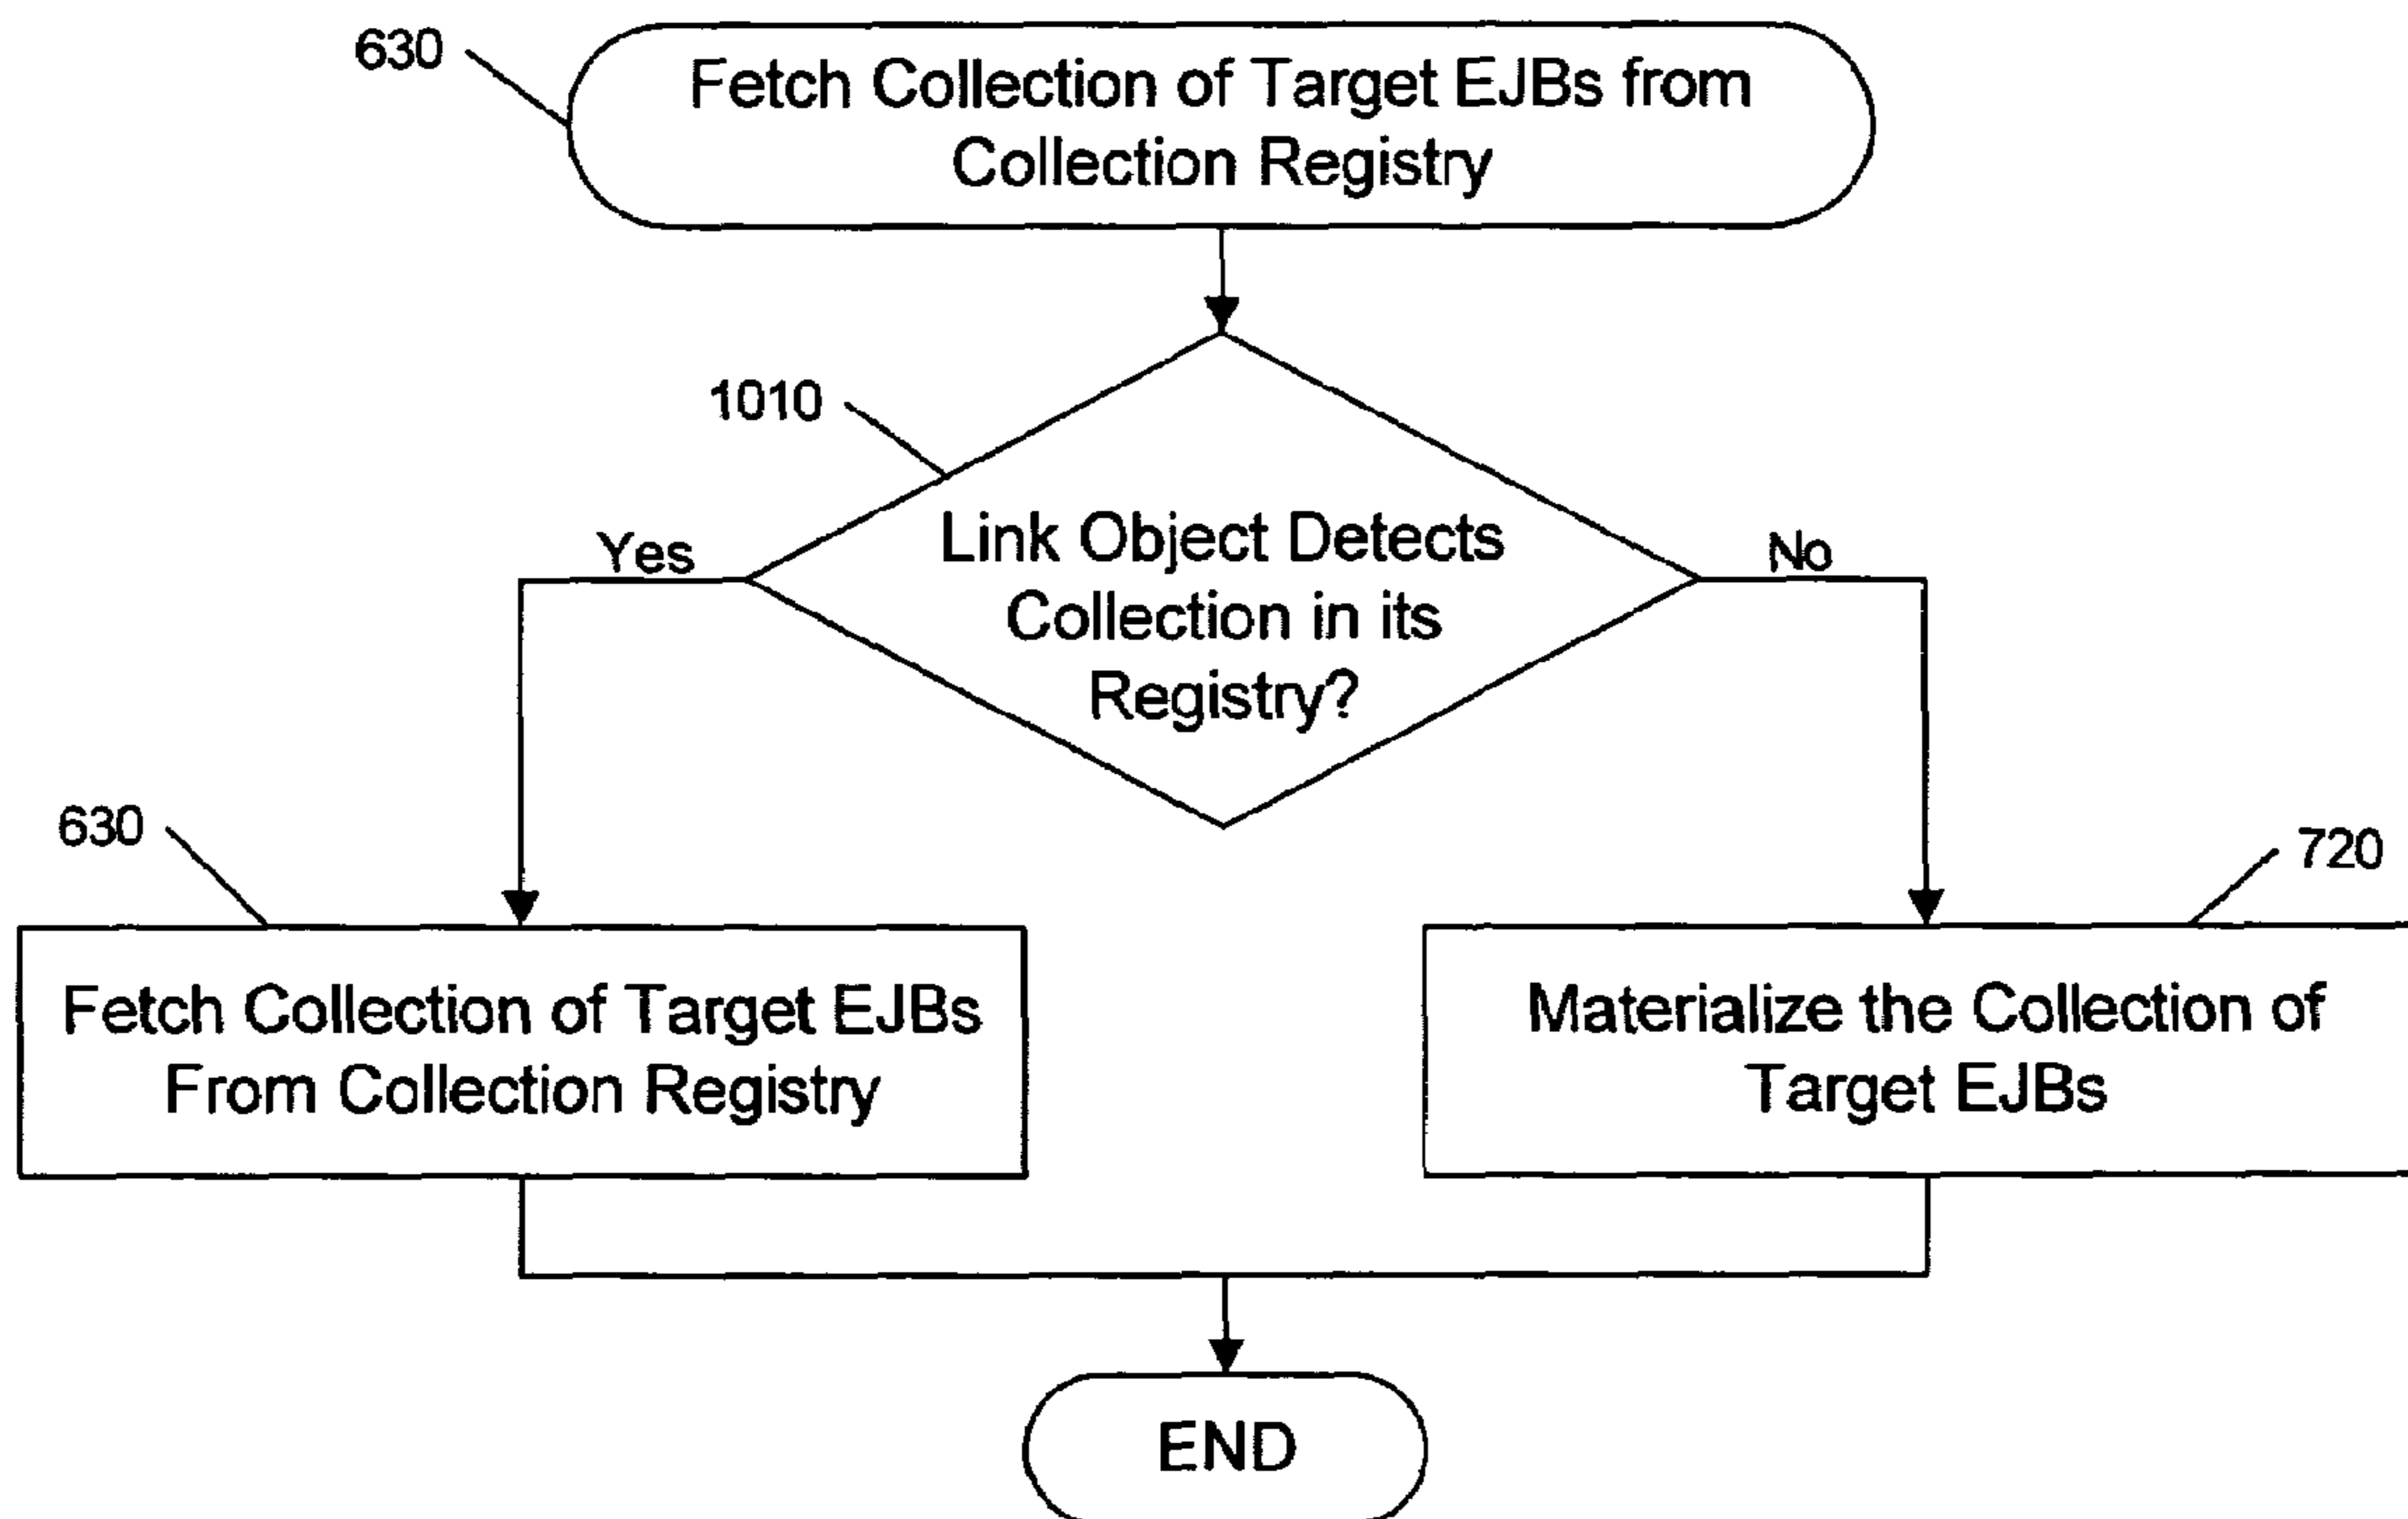 630
Fetch Collection of Target EJBs from
Collection Registry
1010
Link Object Detects
Collection in its
Registry?
Yes
No
630
720
Fetch Collection of Target EJBs
From Collection Registry
Materialize the Collection of
Target EJBs
END